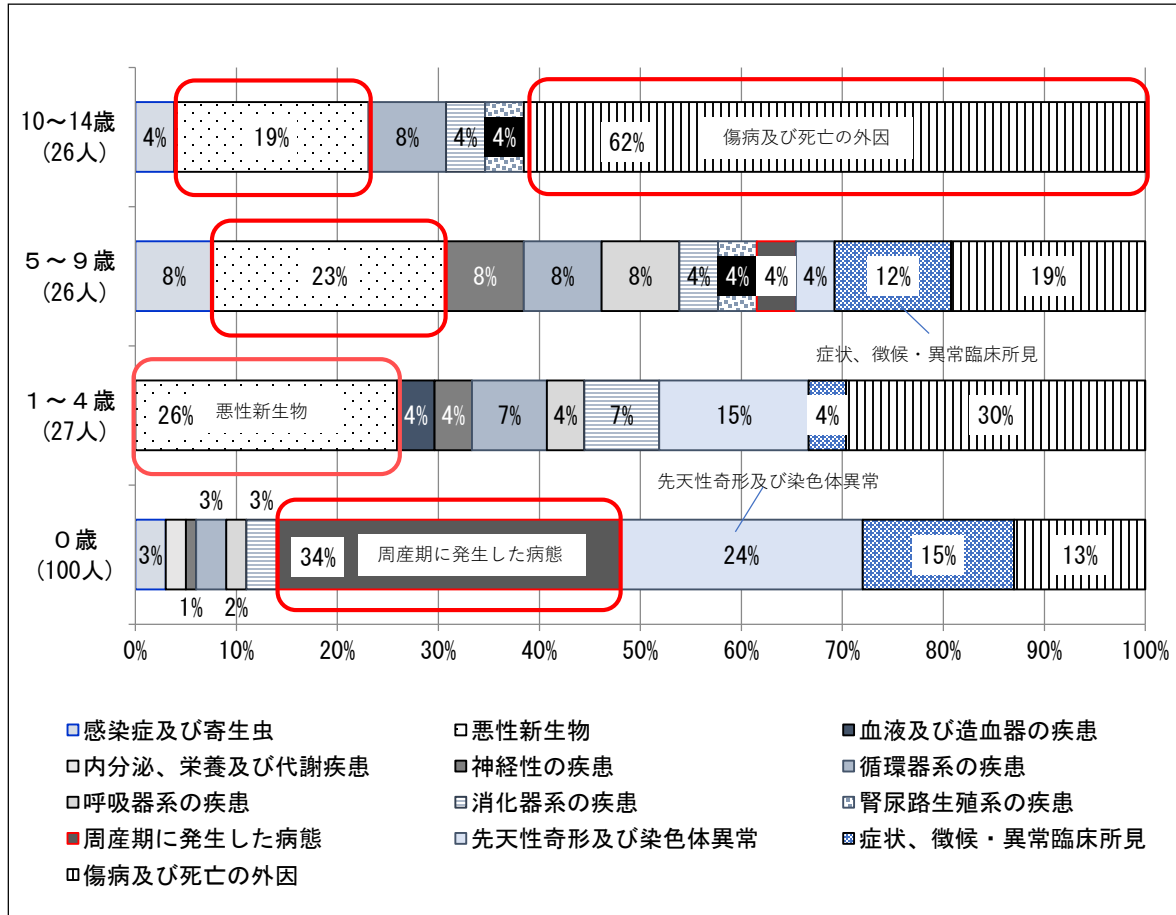 10～14歳
(26人)
4%
19%
8%
4%
4%
62%
傷病及び死亡の外因
５～９歳
(26人)
8%
23%
8%
8%
8%
4%
4%
4%
4%
12%
19%
症状、徴候・異常臨床所見
１～４歳
(27人)
26%
悪性新生物
4%
4%
7%
4%
7%
15%
4%
30%
先天性奇形及び染色体異常
3%
3%
０歳
(100人)
3%
34%
周産期に発生した病態
24%
15%
13%
1%
2%
0%
10%
20%
30%
40%
50%
60%
70%
80%
90%
100%
感染症及び寄生虫
悪性新生物
血液及び造血器の疾患
内分泌、栄養及び代謝疾患
神経性の疾患
循環器系の疾患
呼吸器系の疾患
消化器系の疾患
腎尿路生殖系の疾患
周産期に発生した病態
先天性奇形及び染色体異常
症状、徴候・異常臨床所見
傷病及び死亡の外因